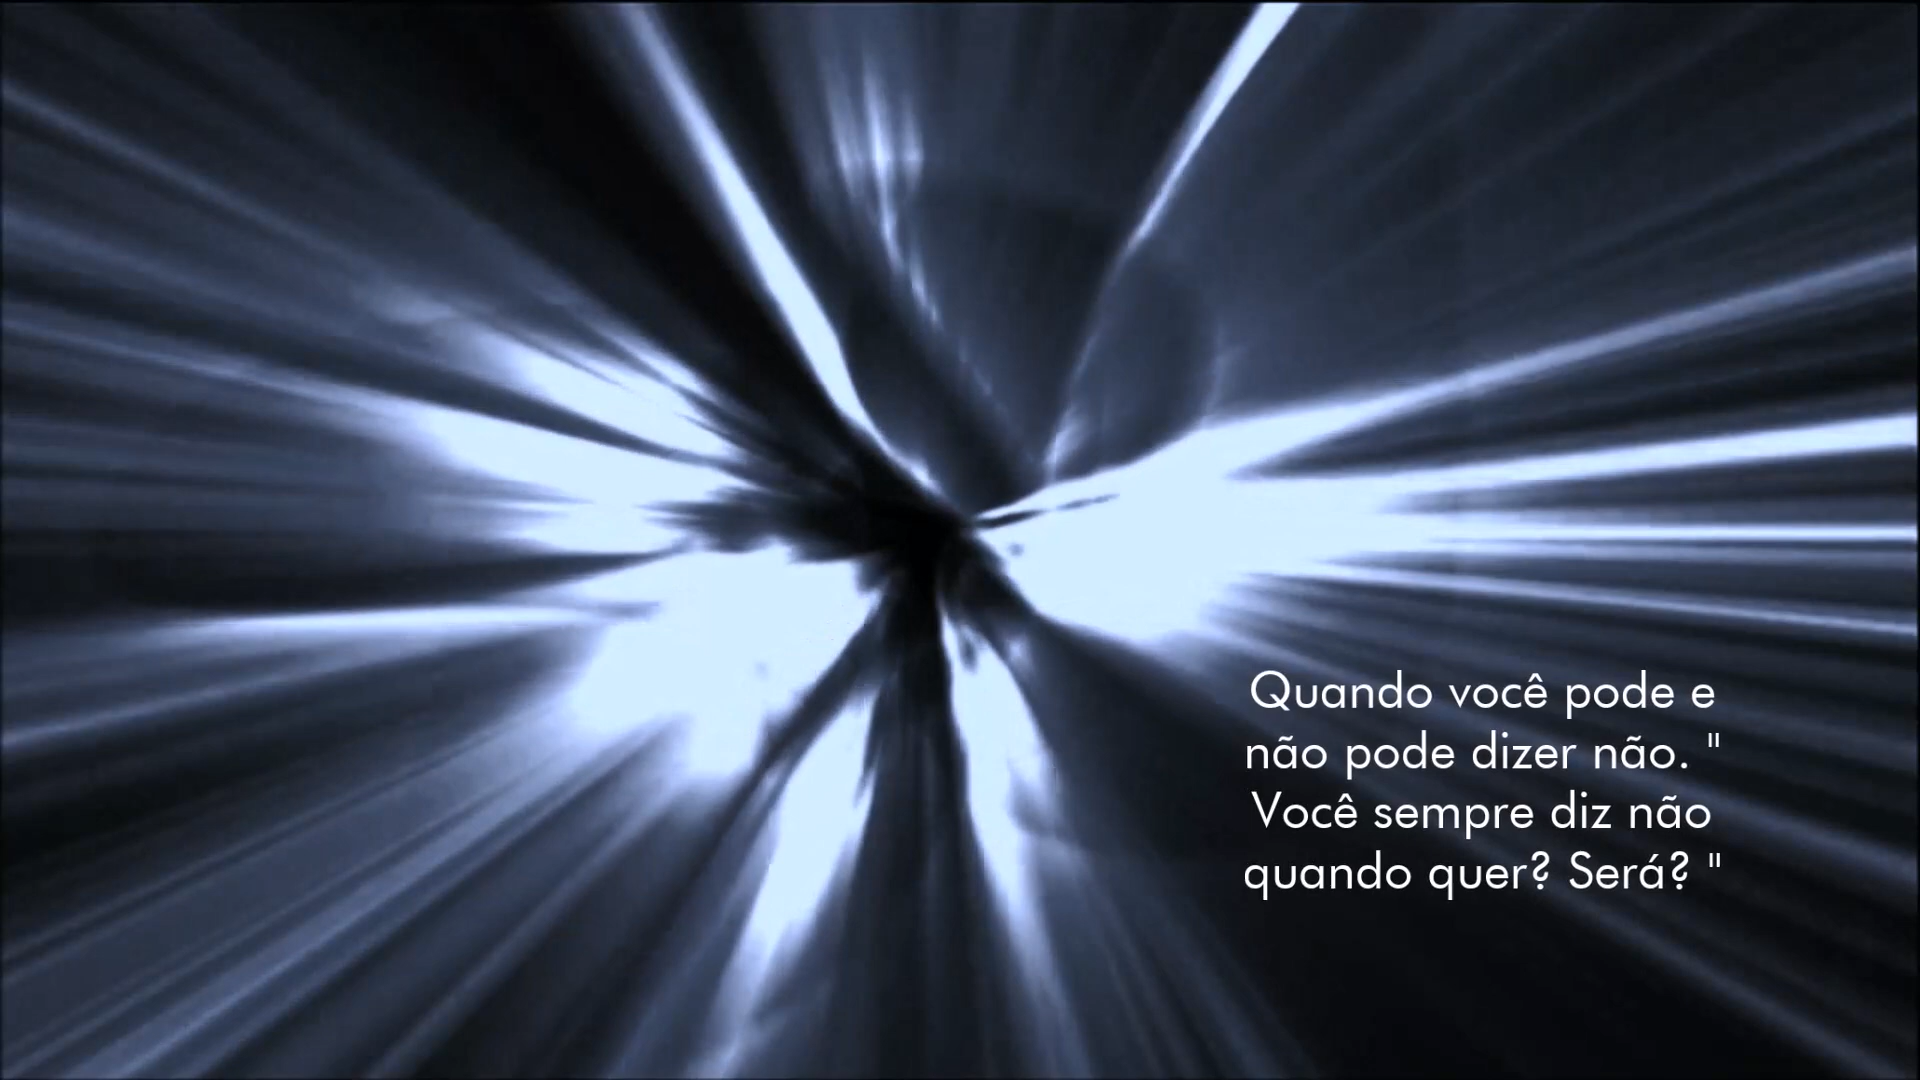 Quando você pode e
não pode dizer não. "
Você sempre diz não
quando quer? Será? "